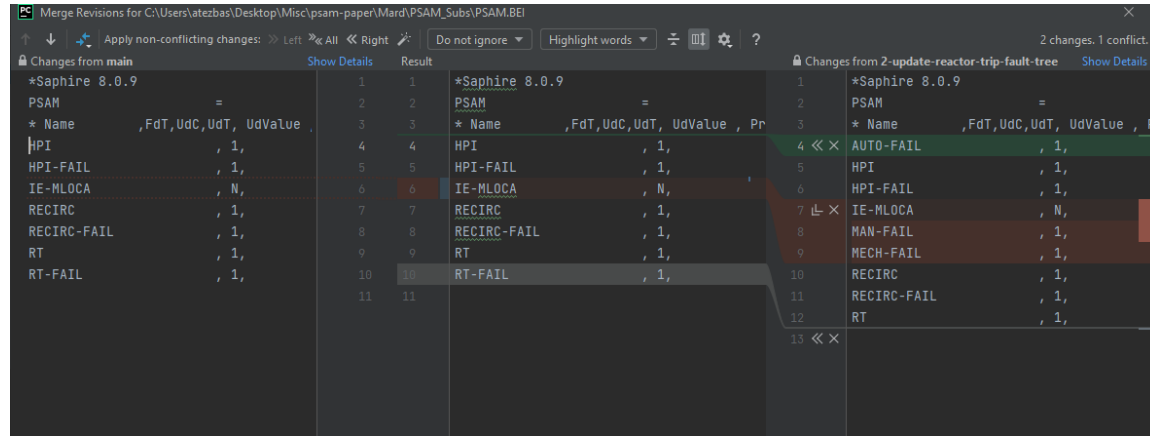 Merge Revisions for C:\Users\atezbas\Desktop\Misc\psam-paper\Mard\PSAM_Subs\PSAM.BEI
Apply non-conflicting changes: Left All Right Do not ignore Highlight words ? 2 changes. 1 conflict.
Changes from main Show Details Result Changes from 2-update-reactor-trip-fault-tree Show Details
*Saphire 8.0.9 1 1 *Saphire 8.0.9 1 *Saphire 8.0.9
PSAM = 2 2 PSAM = 2 PSAM =
* Name ,FdT,UdC,UdT, UdValue , 3 3 * Name ,FdT,UdC,UdT, UdValue , Pr 3 * Name ,FdT,UdC,UdT, UdValue ,
HPI , 1, 4 4 HPI , 1, 4 AUTO-FAIL , 1,
HPI-FAIL , 1, 5 5 HPI-FAIL , 1, 5 HPI , 1,
IE-MLOCA , N, 6 6 IE-MLOCA , N, 6 HPI-FAIL , 1,
RECIRC , 1, 7 7 RECIRC , 1, 7 IE-MLOCA , N,
RECIRC-FAIL , 1, 8 8 RECIRC-FAIL , 1, 8 MAN-FAIL , 1,
RT , 1, 9 9 RT , 1, 9 MECH-FAIL , 1,
RT-FAIL , 1, 10 10 RT-FAIL , 1, 10 RECIRC , 1,
11 11 11 RECIRC-FAIL , 1,
12 RT , 1,
13